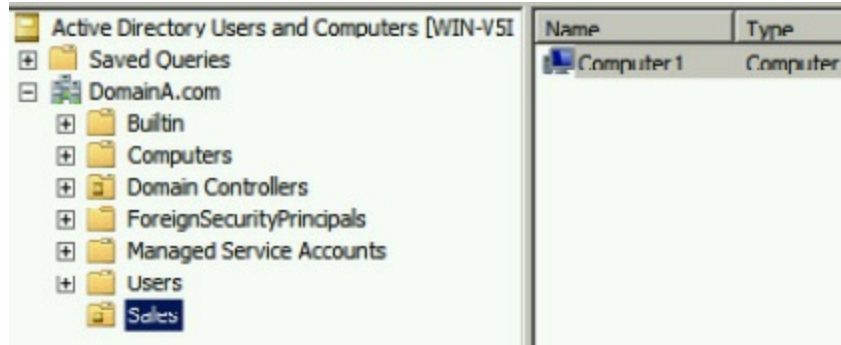 Active Directory Users and Computers [WIN-V5I
Saved Queries
DomainA.com
Builtin
Computers
Domain Controllers
ForeignSecurityPrincipals
Managed Service Accounts
Users
Sales
Name Type
Computer1 Computer